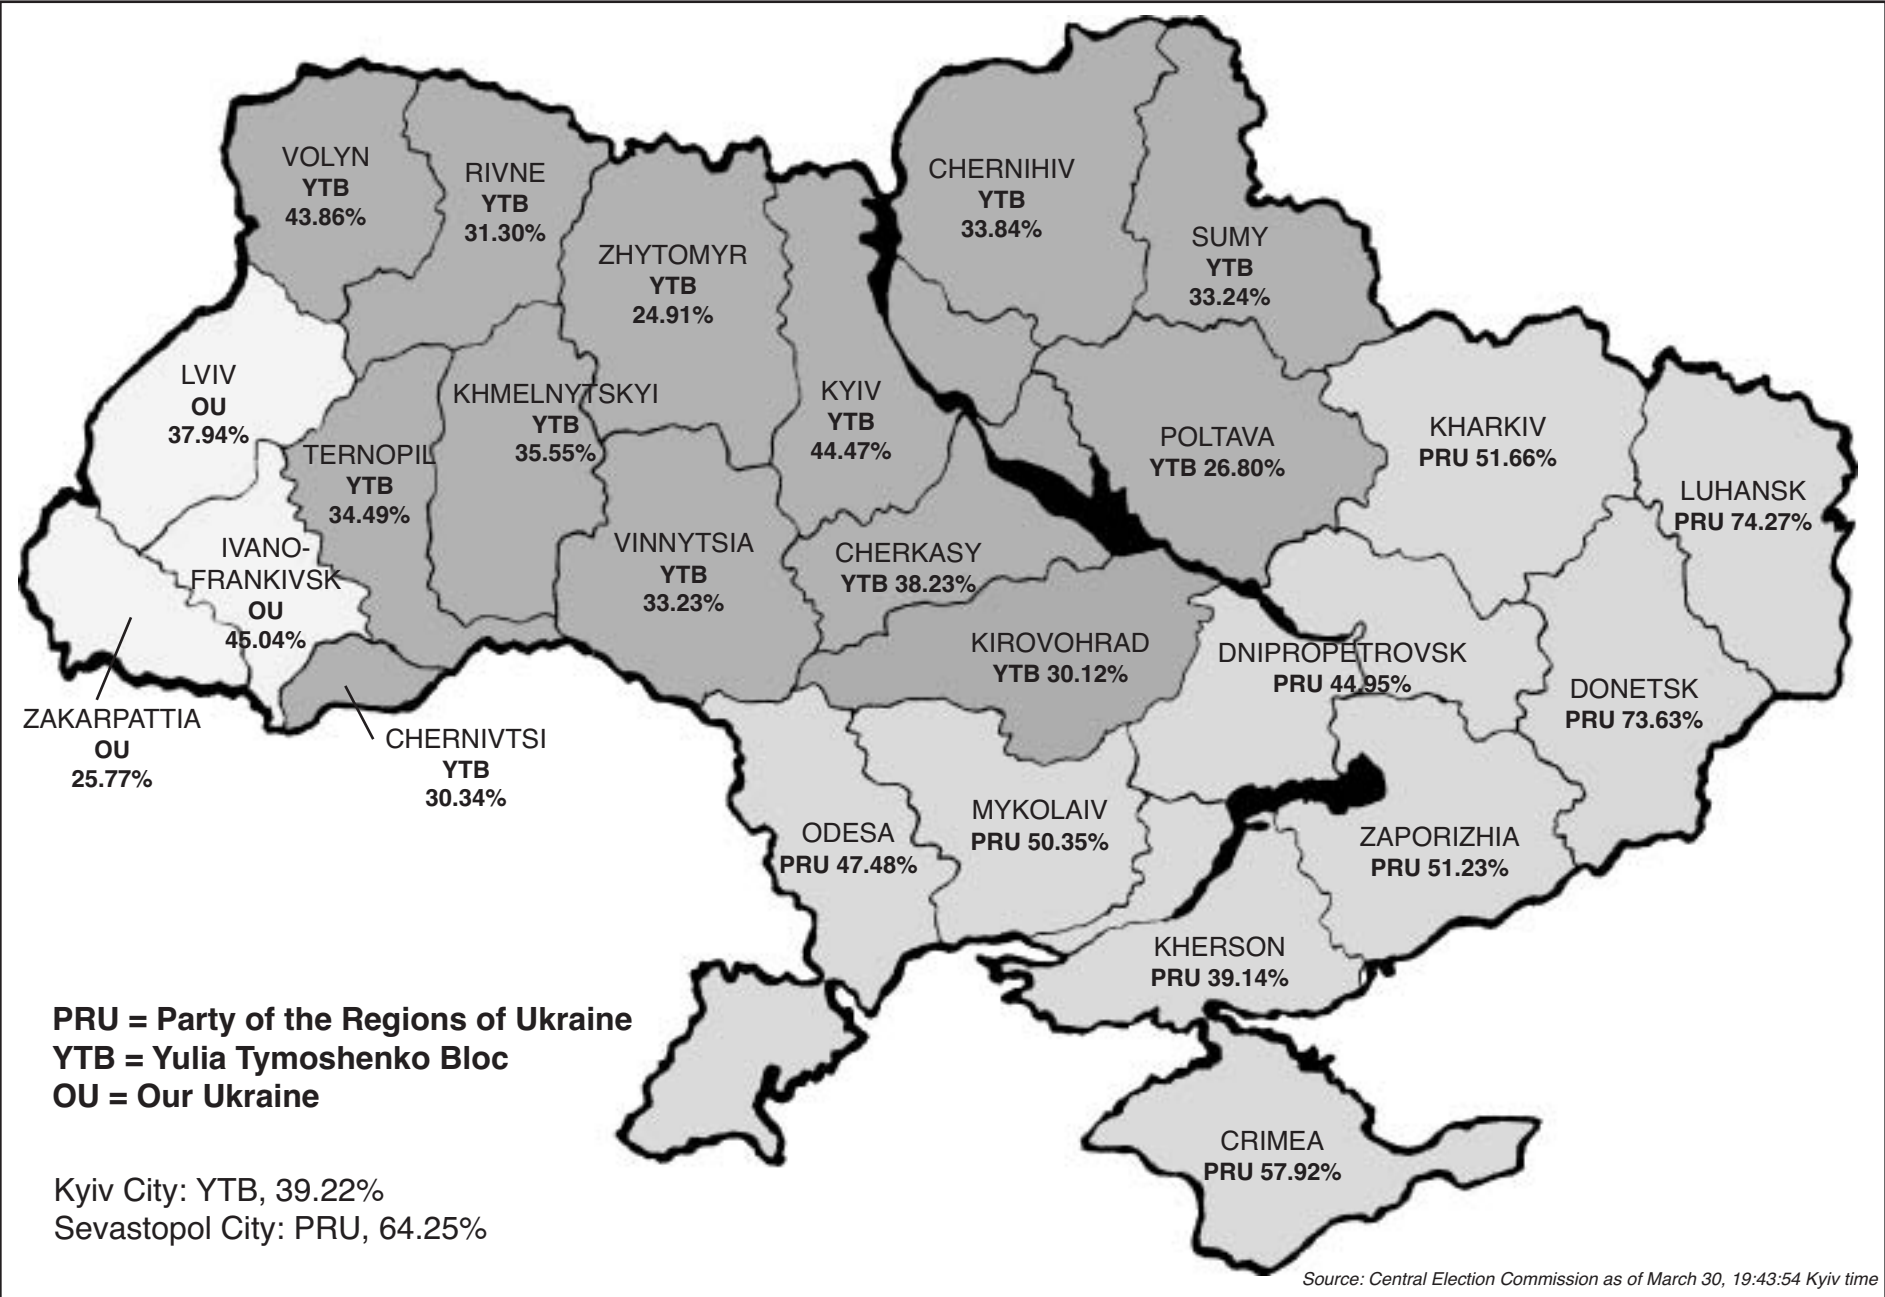 VOLYN
YTB
43.86%
RIVNE
YTB
31.30%
ZHYTOMYR
YTB
24.91%
CHERNIHIV
YTB
33.84%
SUMY
YTB
33.24%
LVIV
OU
37.94%
TERNOPIL
YTB
34.49%
KHMELNYTSKYI
YTB
35.55%
KYIV
YTB
44.47%
POLTAVA
YTB 26.80%
KHARKIV
PRU 51.66%
LUHANSK
PRU 74.27%
IVANO-
FRANKIVSK
OU
45.04%
VINNYTSIA
YTB
33.23%
CHERKASY
YTB 38.23%
KIROVOHRAD
YTB 30.12%
DNIPROPETROVSK
PRU 44.95%
DONETSK
PRU 73.63%
ZAKARPATTIA
OU
25.77%
CHERNIVTSI
YTB
30.34%
ODESA
PRU 47.48%
MYKOLAIV
PRU 50.35%
ZAPORIZHIA
PRU 51.23%
KHERSON
PRU 39.14%
CRIMEA
PRU 57.92%
PRU = Party of the Regions of Ukraine
YTB = Yulia Tymoshenko Bloc
OU = Our Ukraine
Kyiv City: YTB, 39.22%
Sevastopol City: PRU, 64.25%
Source: Central Election Commission as of March 30, 19:43:54 Kyiv time